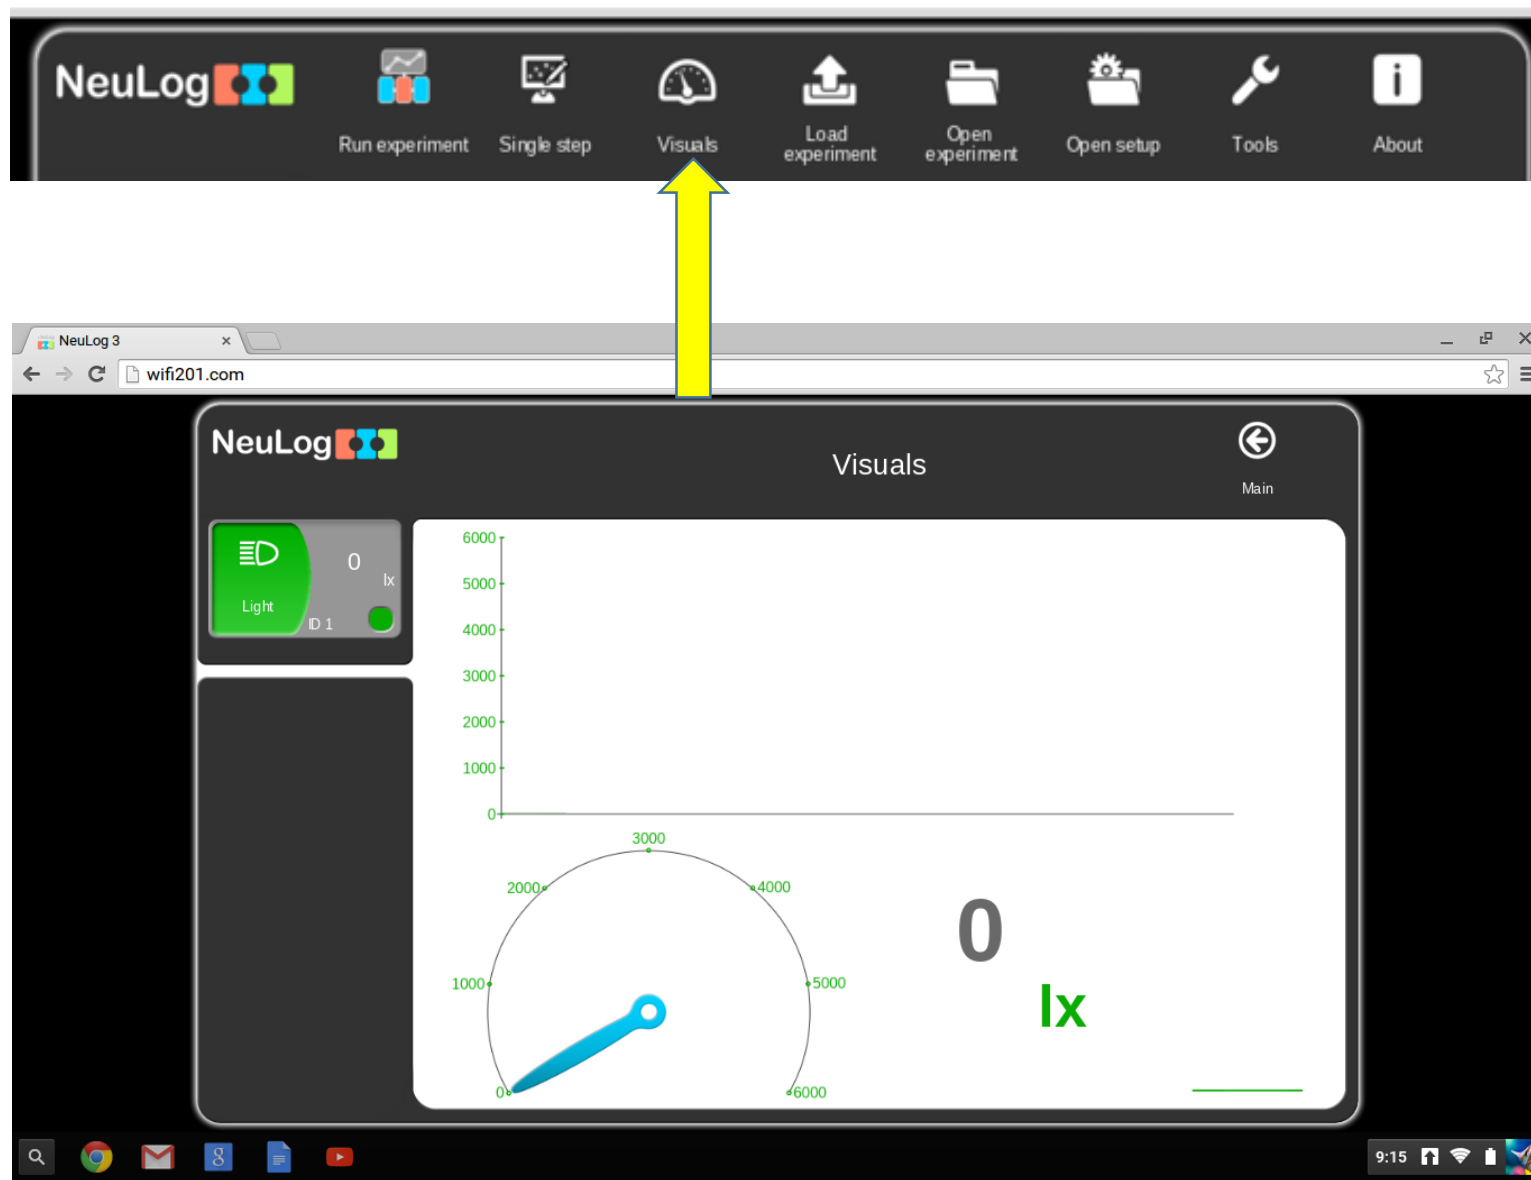 NeuLog
Run experiment
Single step
Visuals
Load
experiment
Open
experiment
Open setup
Tools
i
About
NeuLog 3
wifi201.com
NeuLog
Visuals
Main
Light
0
lx
ID 1
6000
5000
4000
3000
2000
1000
0
3000
2000
4000
1000
5000
0
6000
0
lx
8
9:15